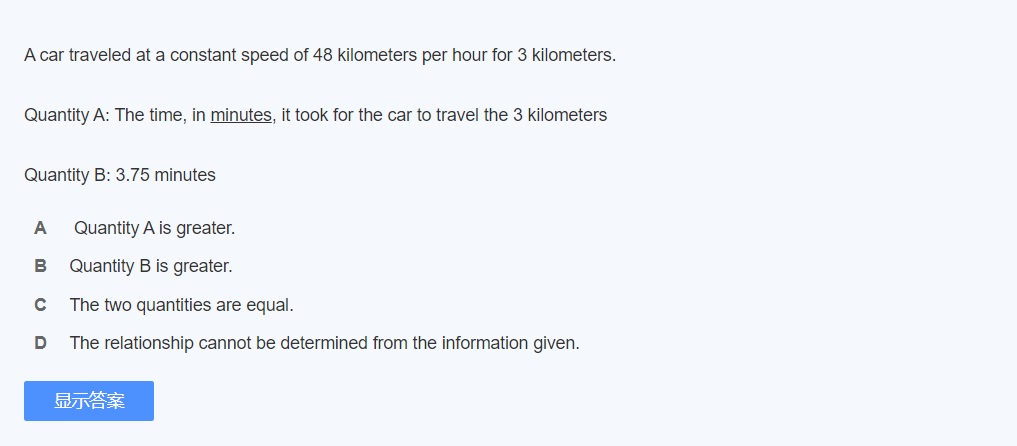 A car traveled at a constant speed of 48 kilometers per hour for 3 kilometers.
Quantity A: The time, in minutes, it took for the car to travel the 3 kilometers
Quantity B: 3.75 minutes
A Quantity A is greater.
B Quantity B is greater.
C The two quantities are equal.
D The relationship cannot be determined from the information given.
显示答案